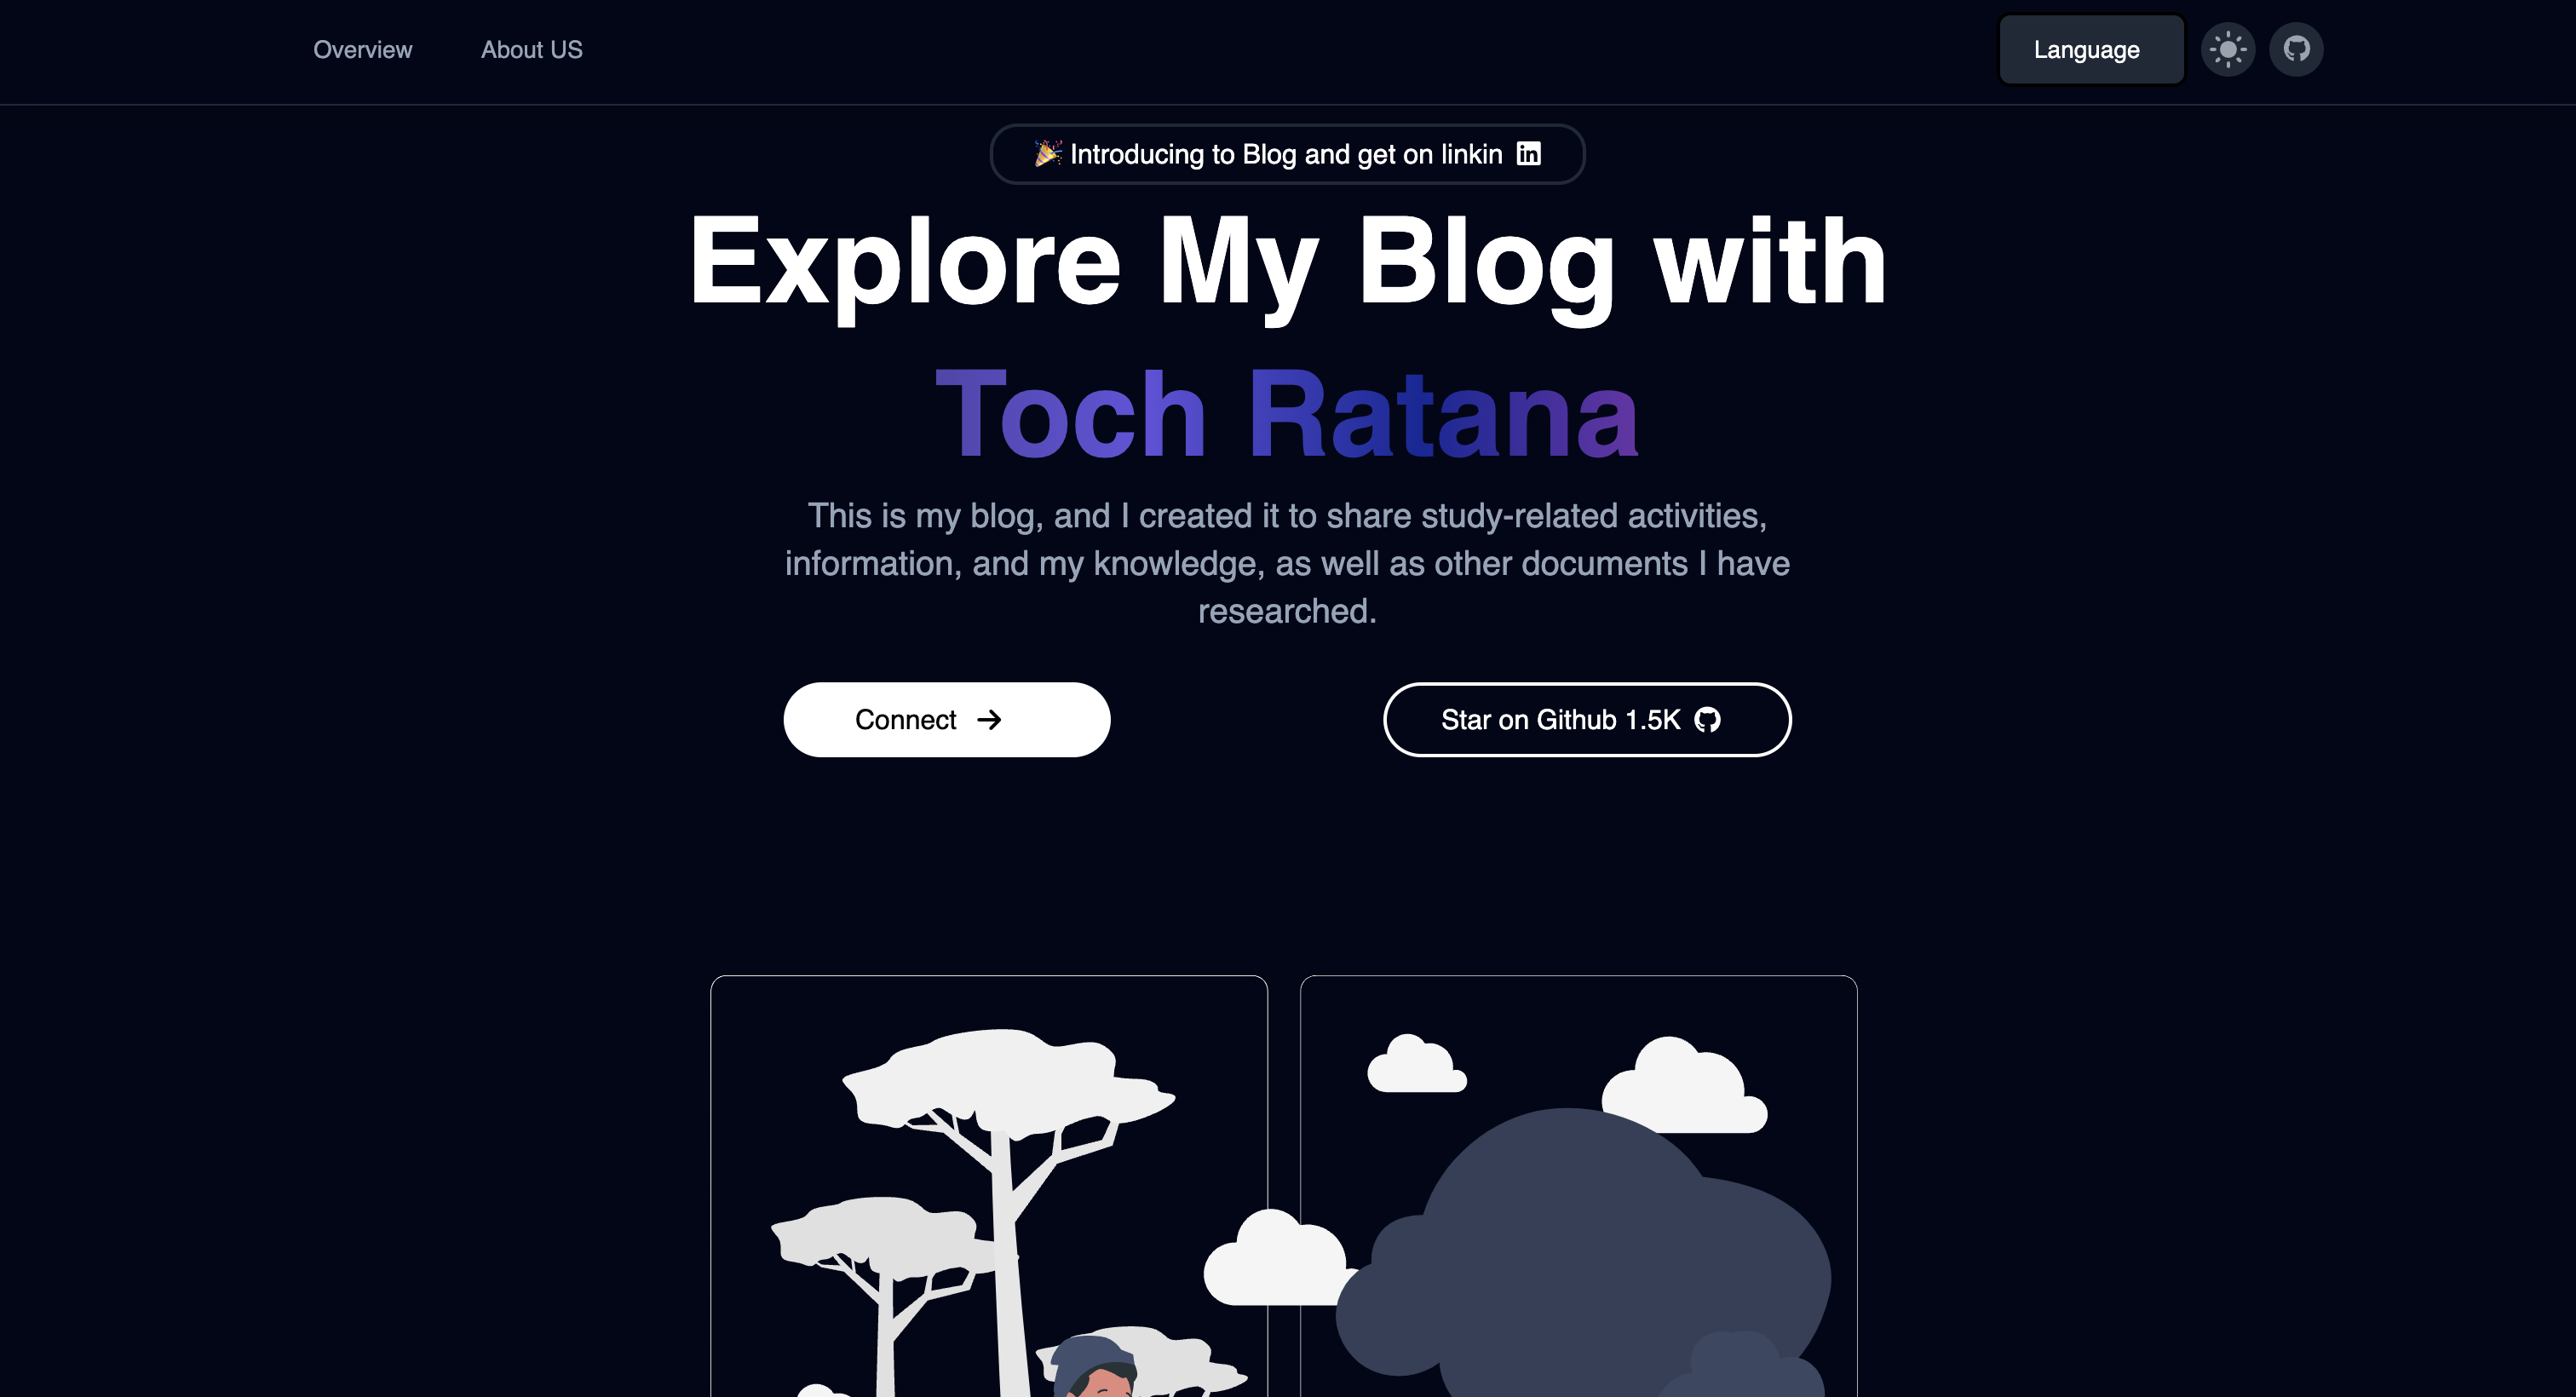 Overview
About US
Language
🎉 Introducing to Blog and get on linkin
Explore My Blog with
Toch Ratana
This is my blog, and I created it to share study-related activities,
information, and my knowledge, as well as other documents I have
researched.
Connect →
Star on Github 1.5K